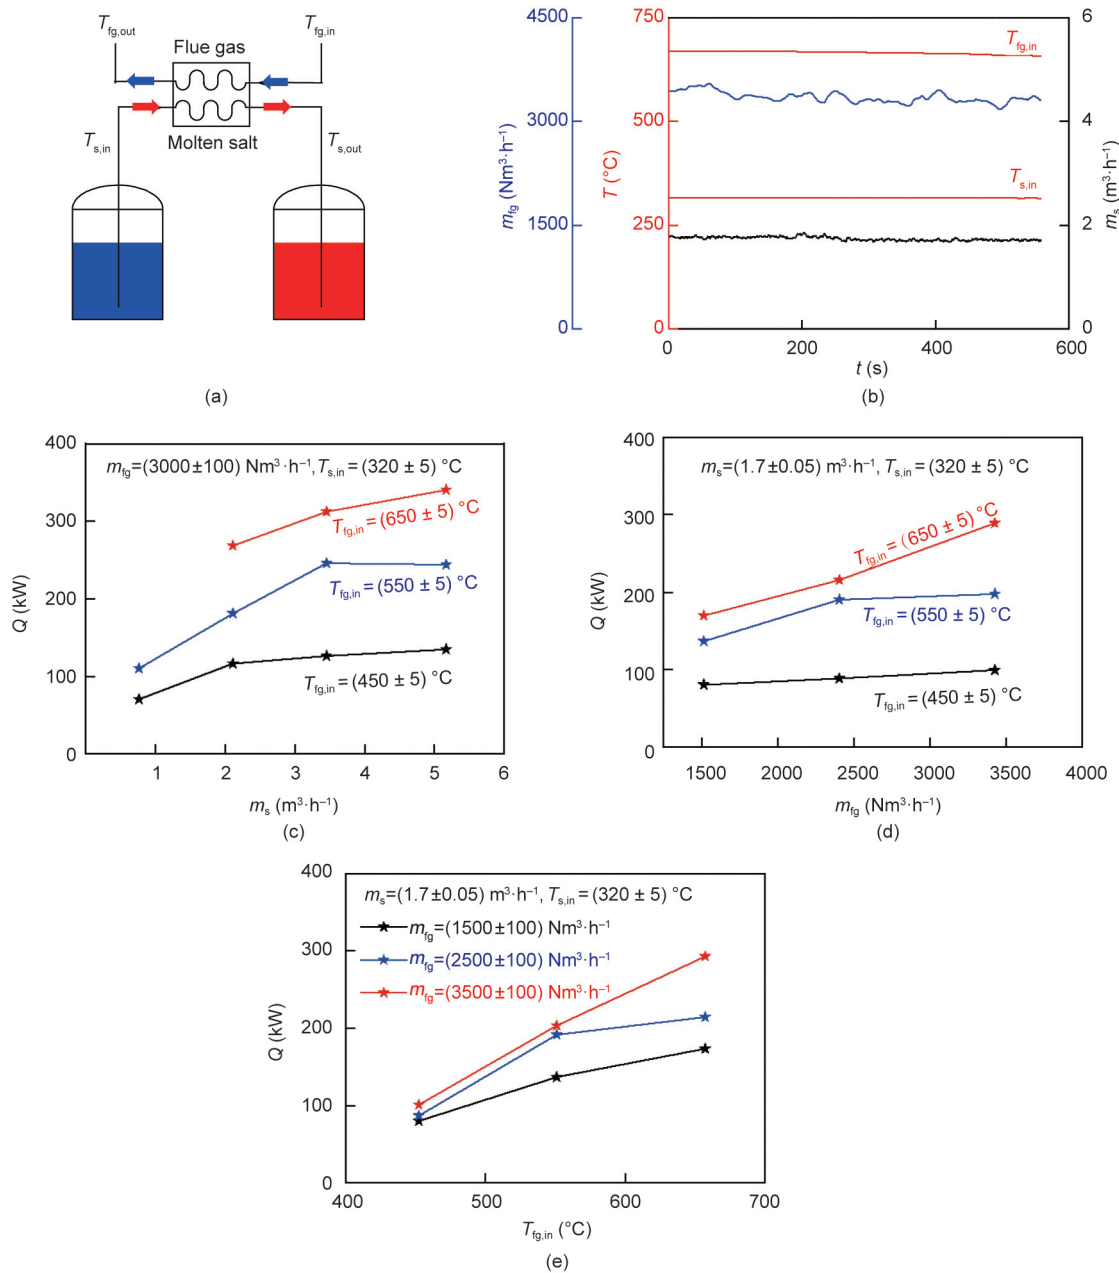 T_fg,out
T_fg,in
Flue gas
T_s,in
Molten salt
T_s,out
(a)
4500
3000
1500
0
m_fg (Nm³·h⁻¹)
750
500
250
0
T (°C)
T_fg,in
T_s,in
6
4
2
0
m_s (m³·h⁻¹)
0
200
400
600
t (s)
(b)
400
300
200
100
0
Q (kW)
m_fg=(3000±100) Nm³·h⁻¹, T_s,in = (320 ± 5) °C
T_fg,in = (650 ± 5) °C
T_fg,in = (550 ± 5) °C
T_fg,in = (450 ± 5) °C
1 2 3 4 5 6
m_s (m³·h⁻¹)
(c)
400
300
200
100
0
Q (kW)
m_s=(1.7±0.05) m³·h⁻¹, T_s,in = (320 ± 5) °C
T_fg,in = (650 ± 5) °C
T_fg,in = (550 ± 5) °C
T_fg,in = (450 ± 5) °C
1500 2000 2500 3000 3500 4000
m_fg (Nm³·h⁻¹)
(d)
400
300
200
100
0
Q (kW)
m_s=(1.7±0.05) m³·h⁻¹, T_s,in = (320 ± 5) °C
m_fg=(1500±100) Nm³·h⁻¹
m_fg=(2500±100) Nm³·h⁻¹
m_fg=(3500±100) Nm³·h⁻¹
400 500 600 700
T_fg,in (°C)
(e)